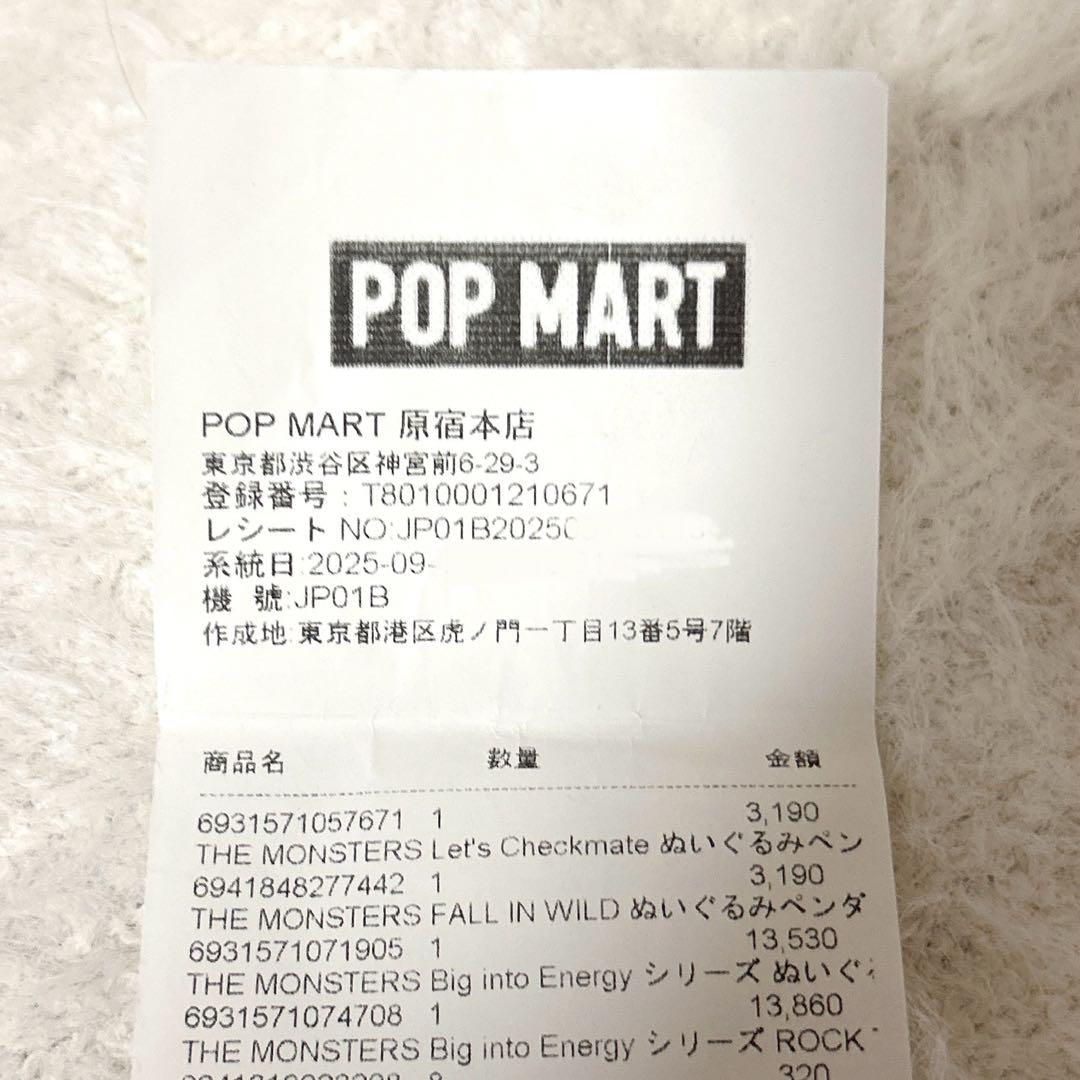 POP MART
POP MART 原宿本店
東京都渋谷区神宮前6-29-3
登録番号 : T8010001210671
レシート NO:JP01B2025
系統日:2025-09-
機 號:JP01B
作成地:東京都港区虎ノ門一丁目13番5号7階
商品名 数量 金額
6931571057671 1 3,190
THE MONSTERS Let's Checkmate ぬいぐるみペン
6941848277442 1 3,190
THE MONSTERS FALL IN WILD ぬいぐるみペンダ
6931571071905 1 13,530
THE MONSTERS Big into Energy シリーズ ぬいぐ
6931571074708 1 13,860
THE MONSTERS Big into Energy シリーズ ROCK
320